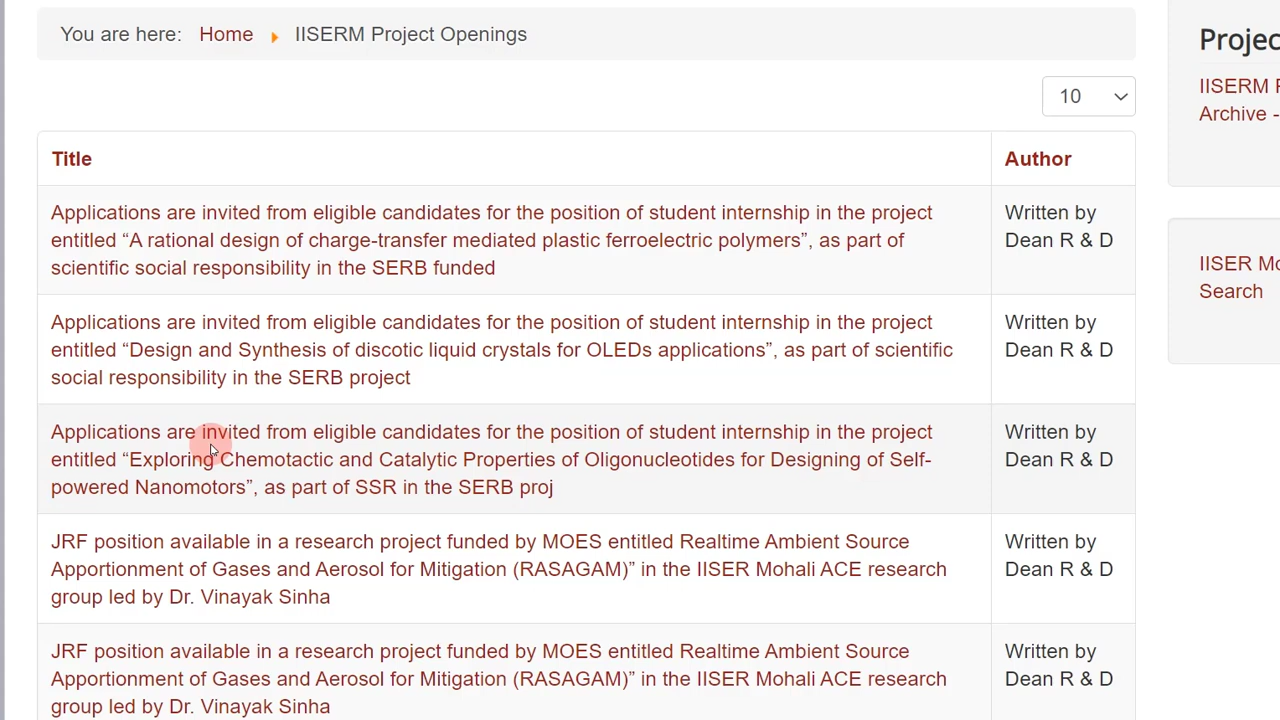 You are here: Home IISERM Project Openings
10
Title
Author
Applications are invited from eligible candidates for the position of student internship in the project
entitled “A rational design of charge-transfer mediated plastic ferroelectric polymers”, as part of
scientific social responsibility in the SERB funded
Written by
Dean R & D
Applications are invited from eligible candidates for the position of student internship in the project
entitled “Design and Synthesis of discotic liquid crystals for OLEDs applications”, as part of scientific
social responsibility in the SERB project
Written by
Dean R & D
Applications are invited from eligible candidates for the position of student internship in the project
entitled “Exploring Chemotactic and Catalytic Properties of Oligonucleotides for Designing of Self-
powered Nanomotors”, as part of SSR in the SERB proj
Written by
Dean R & D
JRF position available in a research project funded by MOES entitled Realtime Ambient Source
Apportionment of Gases and Aerosol for Mitigation (RASAGAM)” in the IISER Mohali ACE research
group led by Dr. Vinayak Sinha
Written by
Dean R & D
JRF position available in a research project funded by MOES entitled Realtime Ambient Source
Apportionment of Gases and Aerosol for Mitigation (RASAGAM)” in the IISER Mohali ACE research
group led by Dr. Vinayak Sinha
Written by
Dean R & D
Projec
IISERM
Archive -
IISER Mo
Search